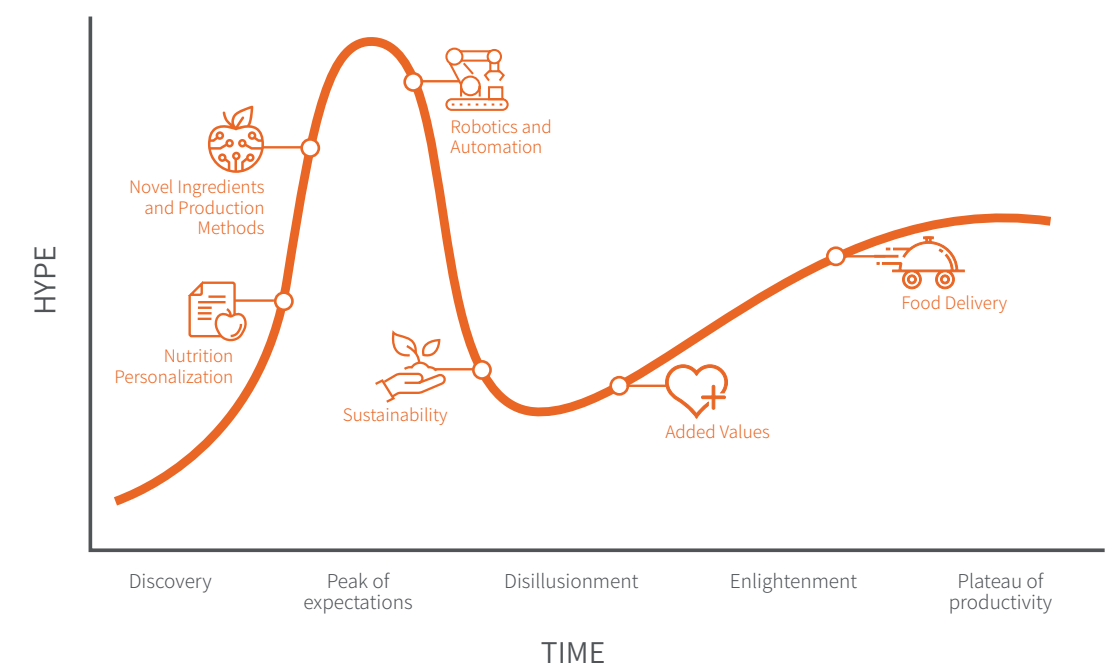 Robotics and
Automation
Novel Ingredients
and Production
Methods
HYPE
Food Delivery
Nutrition
Personalization
Sustainability
Added Values
Discovery
Peak of
expectations
Disillusionment
Enlightenment
Plateau of
productivity
TIME